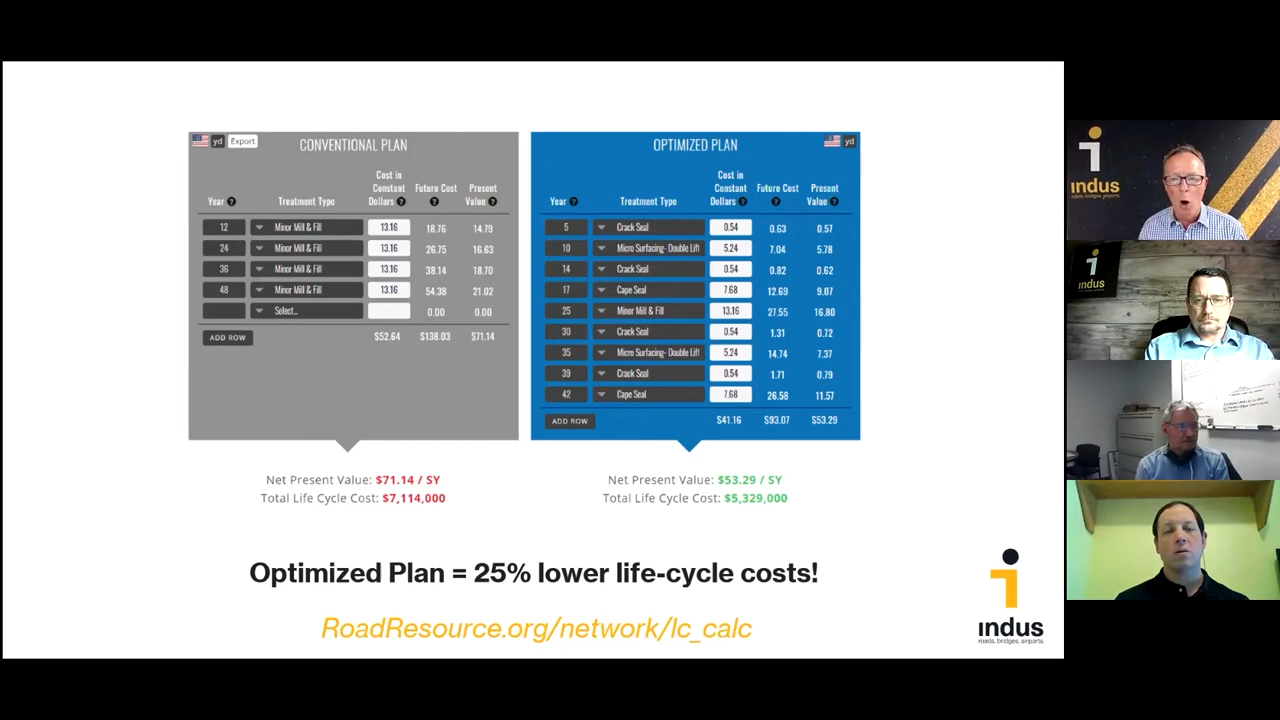 yd Export CONVENTIONAL PLAN
Year ? Treatment Type Cost in Constant Dollars ? Future Cost ? Present Value ?
12 Minor Mill & Fill 13.16 18.76 14.79
24 Minor Mill & Fill 13.16 26.75 16.63
36 Minor Mill & Fill 13.16 38.14 18.70
48 Minor Mill & Fill 13.16 54.38 21.02
Select... 0.00 0.00
ADD ROW $52.64 $138.03 $71.14
OPTIMIZED PLAN yd
Year ? Treatment Type Cost in Constant Dollars ? Future Cost ? Present Value ?
5 Crack Seal 0.54 0.63 0.57
10 Micro Surfacing- Double Lift 5.24 7.04 5.78
14 Crack Seal 0.54 0.82 0.62
17 Cape Seal 7.68 12.69 9.07
25 Minor Mill & Fill 13.16 27.55 16.80
30 Crack Seal 0.54 1.31 0.72
35 Micro Surfacing- Double Lift 5.24 14.74 7.37
39 Crack Seal 0.54 1.71 0.79
42 Cape Seal 7.68 26.58 11.57
ADD ROW $41.16 $93.07 $53.29
Net Present Value: $71.14 / SY
Total Life Cycle Cost: $7,114,000
Net Present Value: $53.29 / SY
Total Life Cycle Cost: $5,329,000
Optimized Plan = 25% lower life-cycle costs!
RoadResource.org/network/lc_calc
indus
roads. bridges. airports.
indus
roads. bridges. airports.
indus